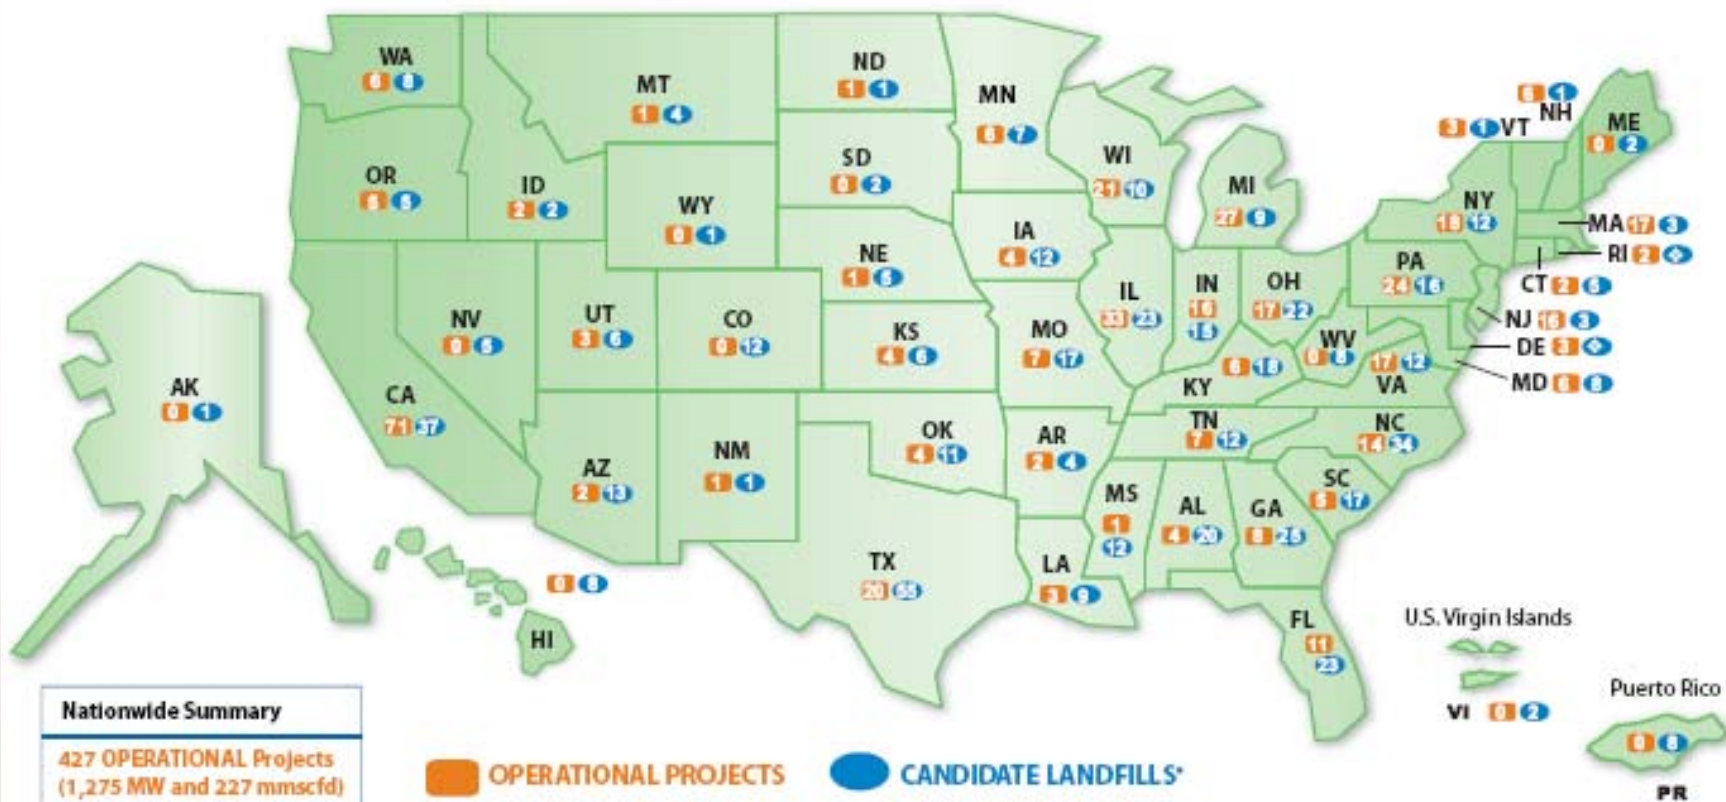 WA
6 8
MT
1 4
ND
1 1
MN
6 7
6 1
NH
3 1 VT
ME
0 2
OR
5 5
ID
2 2
WY
0 1
SD
0 2
WI
21 10
MI
27 9
NY
18 12
MA 17 3
RI 2
CT 2 5
NJ 16 3
DE 3
MD 6 8
NE
1 5
IA
4 12
IL
33 23
IN
16
15
OH
17 22
PA
24 16
WV
0 8
17 12
VA
NV
0 5
UT
3 6
CO
0 12
KS
4 6
MO
7 17
6 18
KY
AK
0 1
CA
71 37
AZ
2 13
NM
1 1
OK
4 11
AR
2 4
TN
7 12
NC
14 34
SC
5 17
MS
1
12
AL
4 20
GA
8 25
TX
20 55
LA
3 9
FL
11
23
0 8
HI
U.S. Virgin Islands
VI 0 2
Puerto Rico
0 8
PR
Nationwide Summary
427 OPERATIONAL Projects
(1,275 MW and 227 mmscfd)
OPERATIONAL PROJECTS
CANDIDATE LANDFILLS*